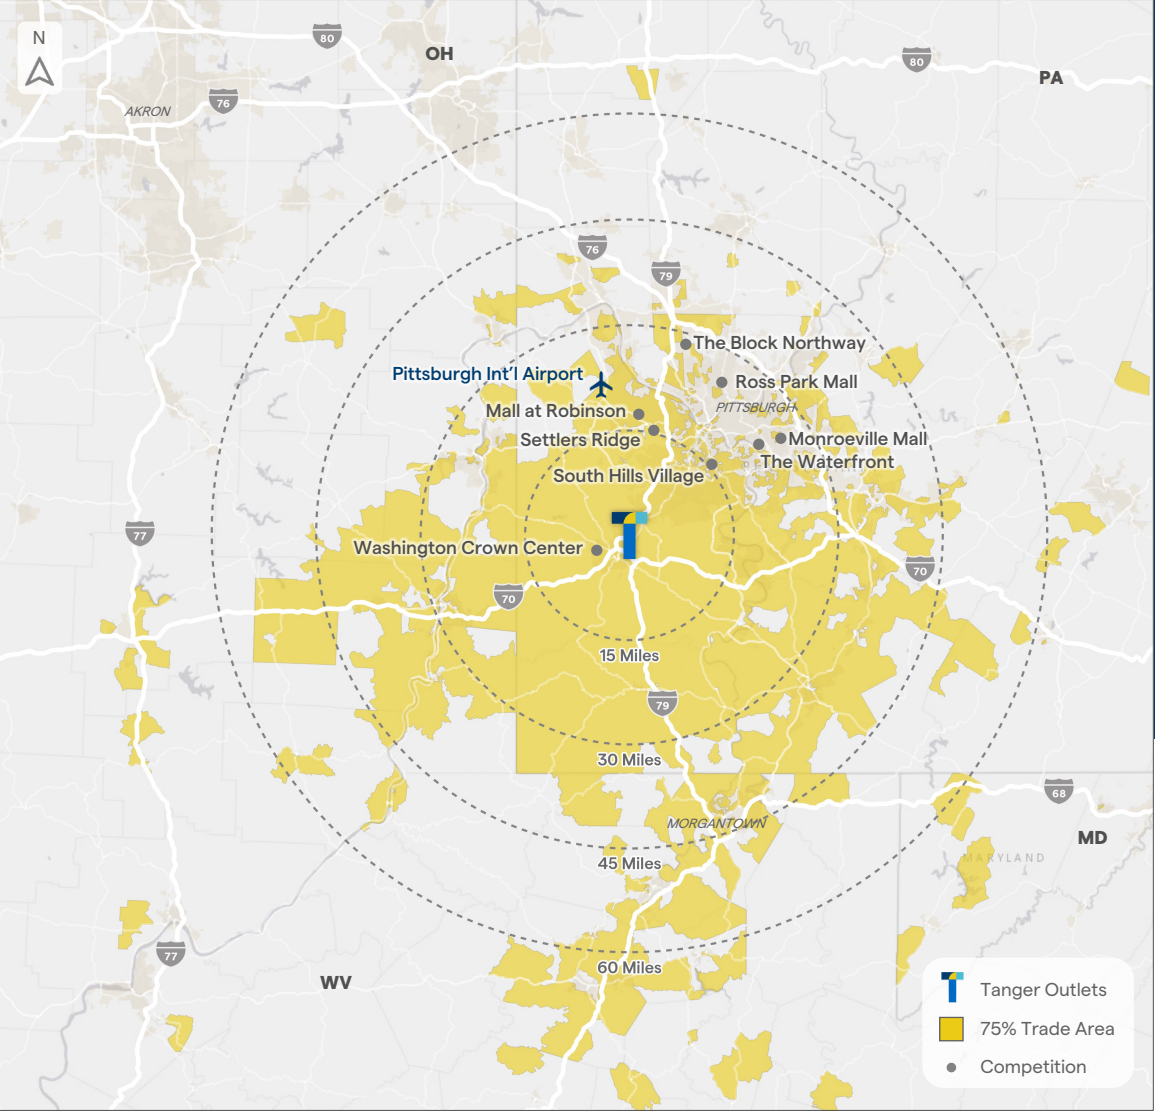 N
80
OH
80
PA
76
AKRON
76
79
The Block Northway
Pittsburgh Int'l Airport
Ross Park Mall
PITTSBURGH
Mall at Robinson
Settlers Ridge
Monroeville Mall
The Waterfront
South Hills Village
77
Washington Crown Center
70
70
15 Miles
79
30 Miles
68
MORGANTOWN
MD
45 Miles
MARYLAND
77
60 Miles
WV
Tanger Outlets
75% Trade Area
Competition